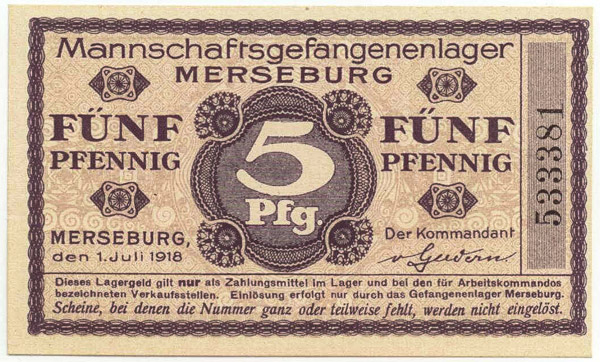 Mannschaftsgefangenenlager
MERSEBURG
FÜNF
PFENNIG
5
Pfg.
FÜNF
PFENNIG
MERSEBURG,
den 1. Juli 1918
Der Kommandant
533381
Dieses Lagergeld gilt nur als Zahlungsmittel im Lager und bei den für Arbeitskommandos
bezeichneten Verkaufsstellen. Einlösung erfolgt nur durch das Gefangenenlager Merseburg.
Scheine, bei denen die Nummer ganz oder teilweise fehlt, werden nicht eingelöst.